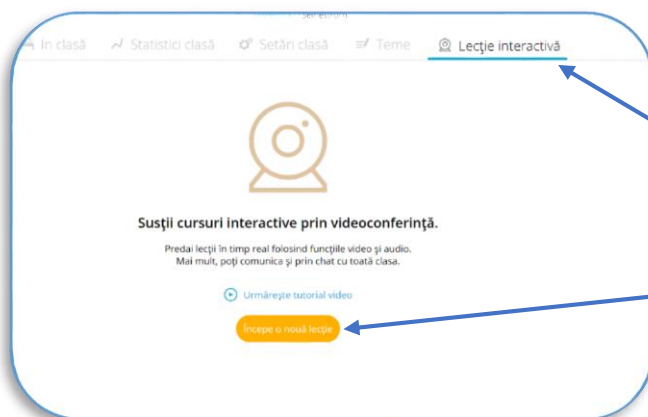 În clasă Statistici clasă Setări clasă Teme Lecție interactivă
Susții cursuri interactive prin videoconferință.
Predai lecții în timp real folosind funcțiile video și audio.
Mai mult, poți comunica și prin chat cu toată clasa.
Urmărește tutorial video
Începe o nouă lecție